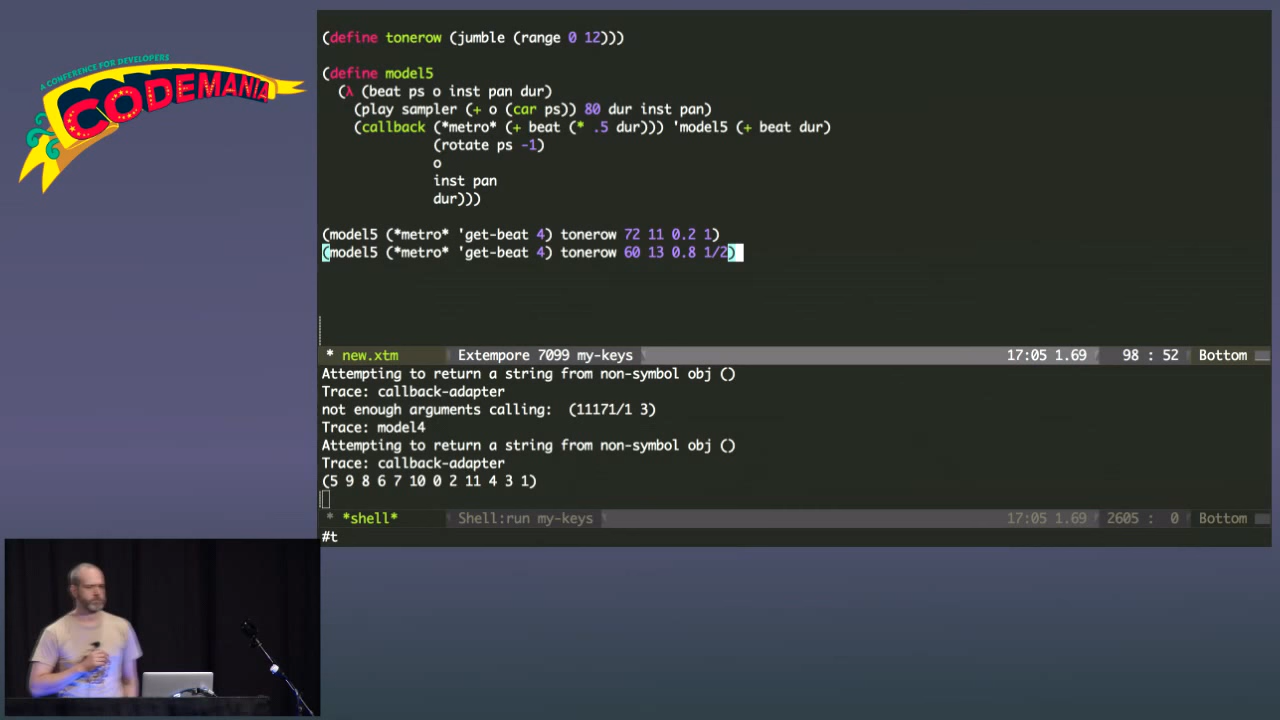 A CONFERENCE FOR DEVELOPERS
CODEMANIA
(define tonerow (jumble (range 0 12)))
(define model5
(λ (beat ps o inst pan dur)
(play sampler (+ o (car ps)) 80 dur inst pan)
(callback (*metro* (+ beat (* .5 dur))) 'model5 (+ beat dur)
(rotate ps -1)
o
inst pan
dur)))
(model5 (*metro* 'get-beat 4) tonerow 72 11 0.2 1)
(model5 (*metro* 'get-beat 4) tonerow 60 13 0.8 1/2)
* new.xtm Extempore 7099 my-keys 17:05 1.69 98 : 52 Bottom
Attempting to return a string from non-symbol obj ()
Trace: callback-adapter
not enough arguments calling: (11171/1 3)
Trace: model4
Attempting to return a string from non-symbol obj ()
Trace: callback-adapter
(5 9 8 6 7 10 0 2 11 4 3 1)
* *shell* Shell:run my-keys 17:05 1.69 2605 : 0 Bottom
#t